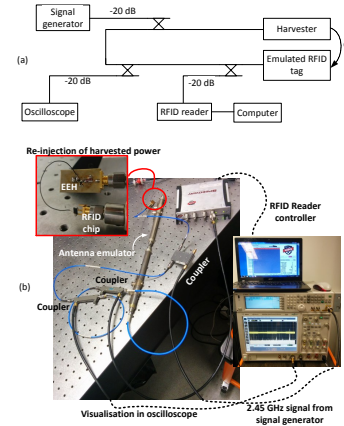 Signal
generator
-20 dB
Harvester
Emulated RFID
tag
(a)
-20 dB
-20 dB
Oscilloscope
RFID reader
Computer
Re-injection of harvested power
EEH
RFID
chip
RFID Reader
controller
Antenna emulator
Coupler
Coupler
(b)
Coupler
2.45 GHz signal from
signal generator
Visualisation in oscilloscope